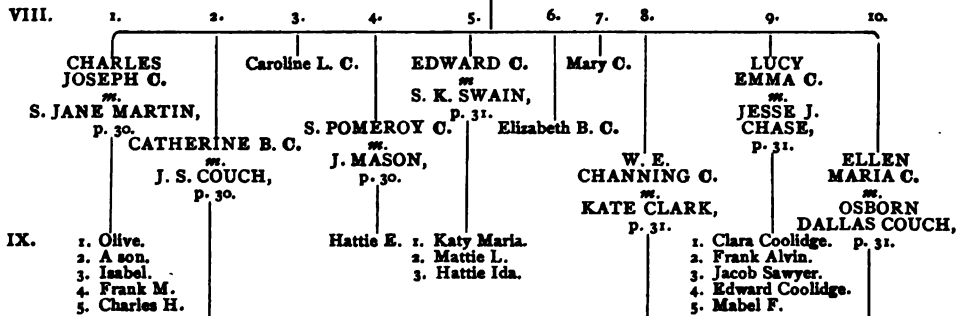 VIII. 1. 2. 3. 4. 5. 6. 7. 8. 9. 10.
CHARLES
JOSEPH C.
m.
S. JANE MARTIN,
p. 30.
CATHERINE B. C.
m.
J. S. COUCH,
p. 30.
Caroline L. C.
S. POMEROY C.
m.
J. MASON,
p. 30.
EDWARD C.
m
S. K. SWAIN,
p. 31.
Elizabeth B. C.
Mary C.
W. E.
CHANNING C.
m.
KATE CLARK,
p. 31.
LUCY
EMMA C.
m.
JESSE J.
CHASE,
p. 31.
ELLEN
MARIA C.
m.
OSBORN
DALLAS COUCH,
p. 31.
IX.
1. Olive.
2. A son.
3. Isabel.
4. Frank M.
5. Charles H.
Hattie E.
1. Katy Maria.
2. Mattie L.
3. Hattie Ida.
1. Clara Coolidge.
2. Frank Alvin.
3. Jacob Sawyer.
4. Edward Coolidge.
5. Mabel F.